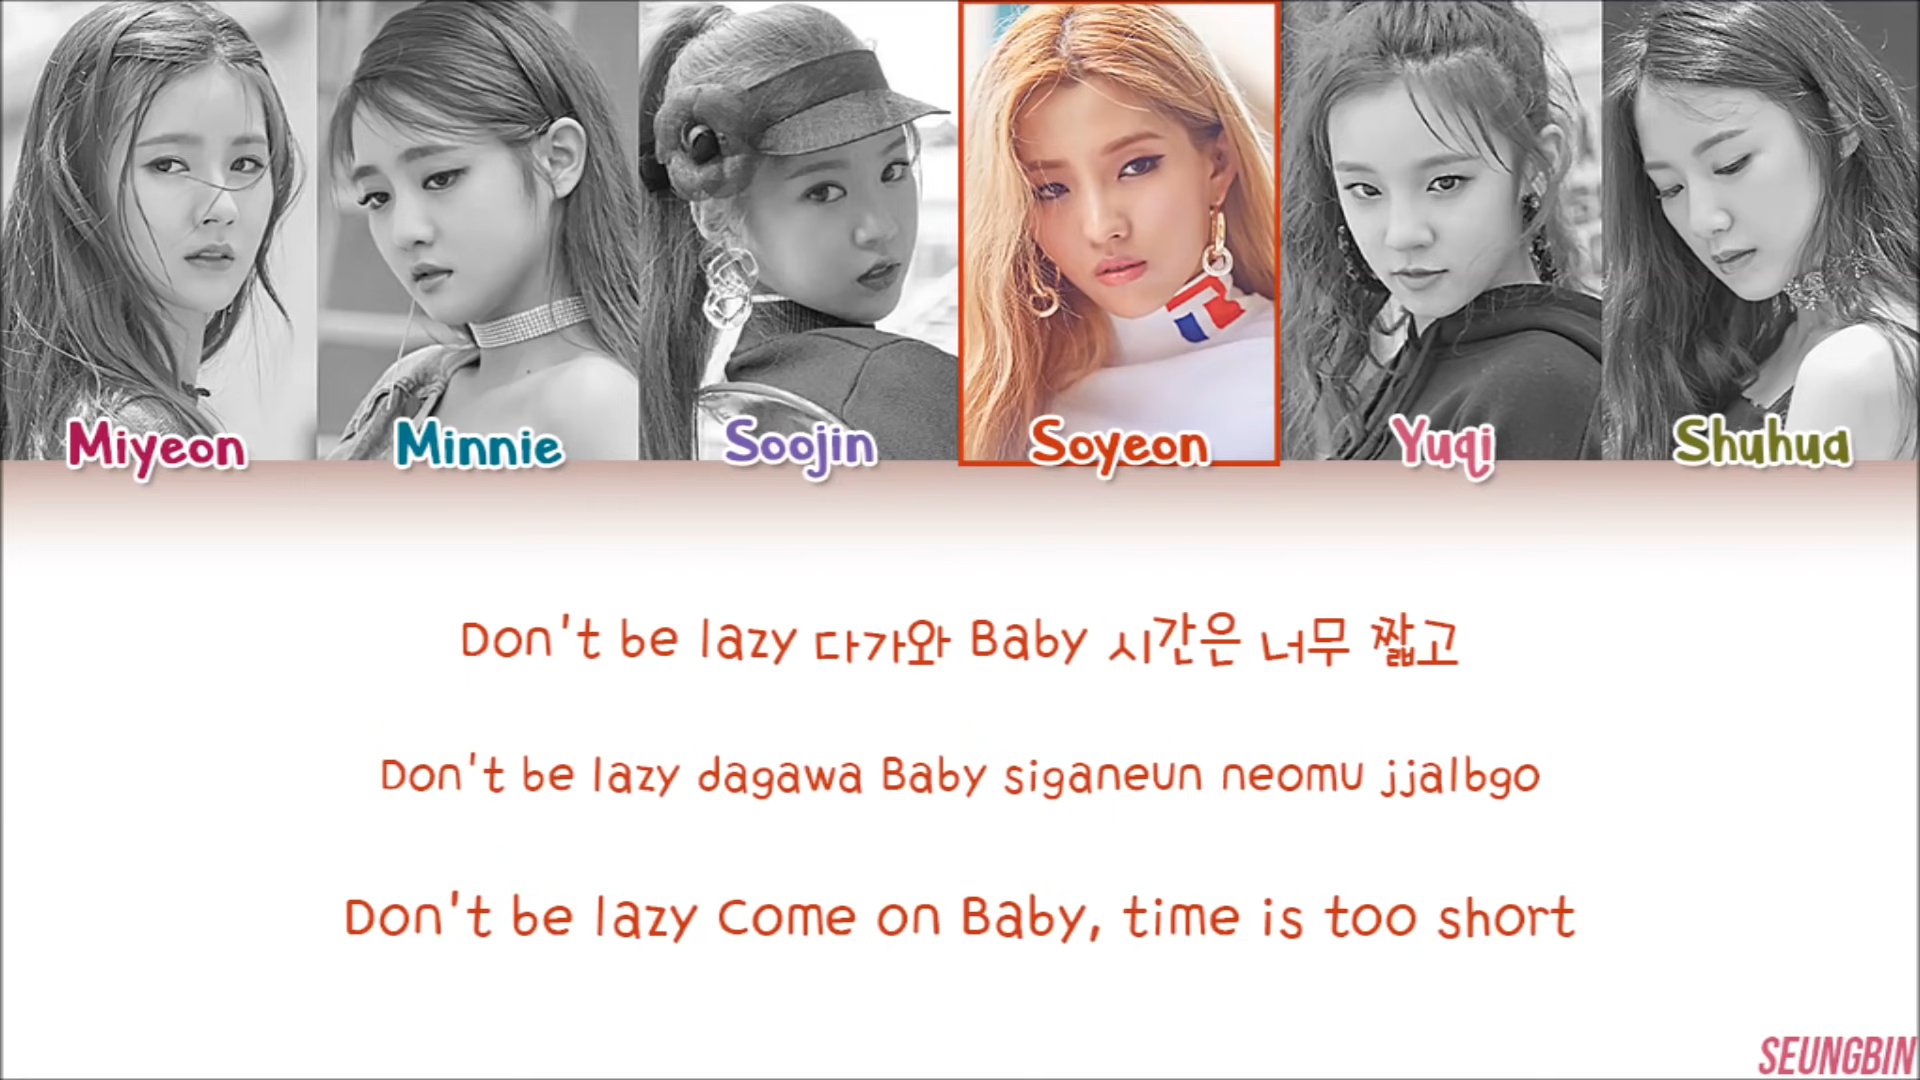 Miyeon Minnie Soojin Soyeon Yuqi Shuhua
Don't be lazy 다가와 Baby 시간은 너무 짧고
Don't be lazy dagawa Baby siganeun neomu jjalbgo
Don't be lazy Come on Baby, time is too short
SEUNGBIN